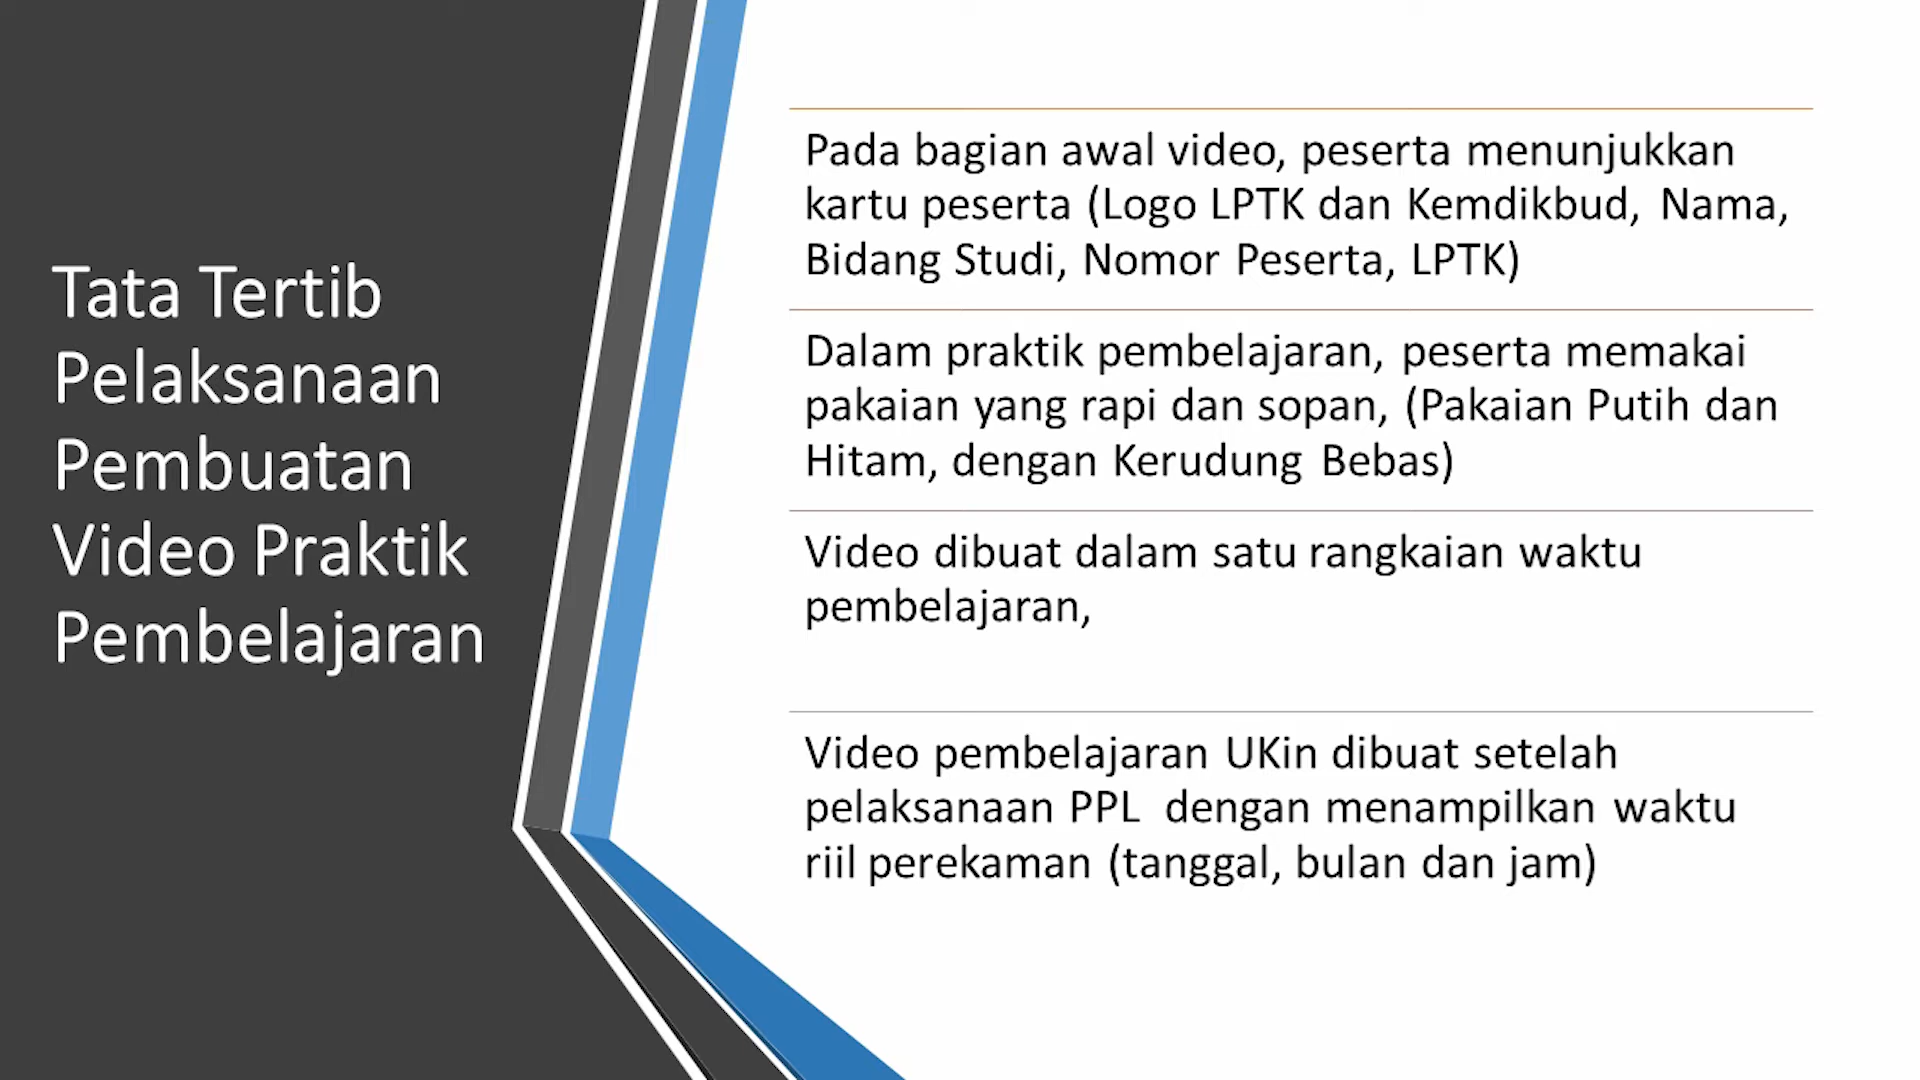 Tata Tertib
Pelaksanaan
Pembuatan
Video Praktik
Pembelajaran
Pada bagian awal video, peserta menunjukkan
kartu peserta (Logo LPTK dan Kemdikbud, Nama,
Bidang Studi, Nomor Peserta, LPTK)
Dalam praktik pembelajaran, peserta memakai
pakaian yang rapi dan sopan, (Pakaian Putih dan
Hitam, dengan Kerudung Bebas)
Video dibuat dalam satu rangkaian waktu
pembelajaran,
Video pembelajaran UKin dibuat setelah
pelaksanaan PPL dengan menampilkan waktu
riil perekaman (tanggal, bulan dan jam)